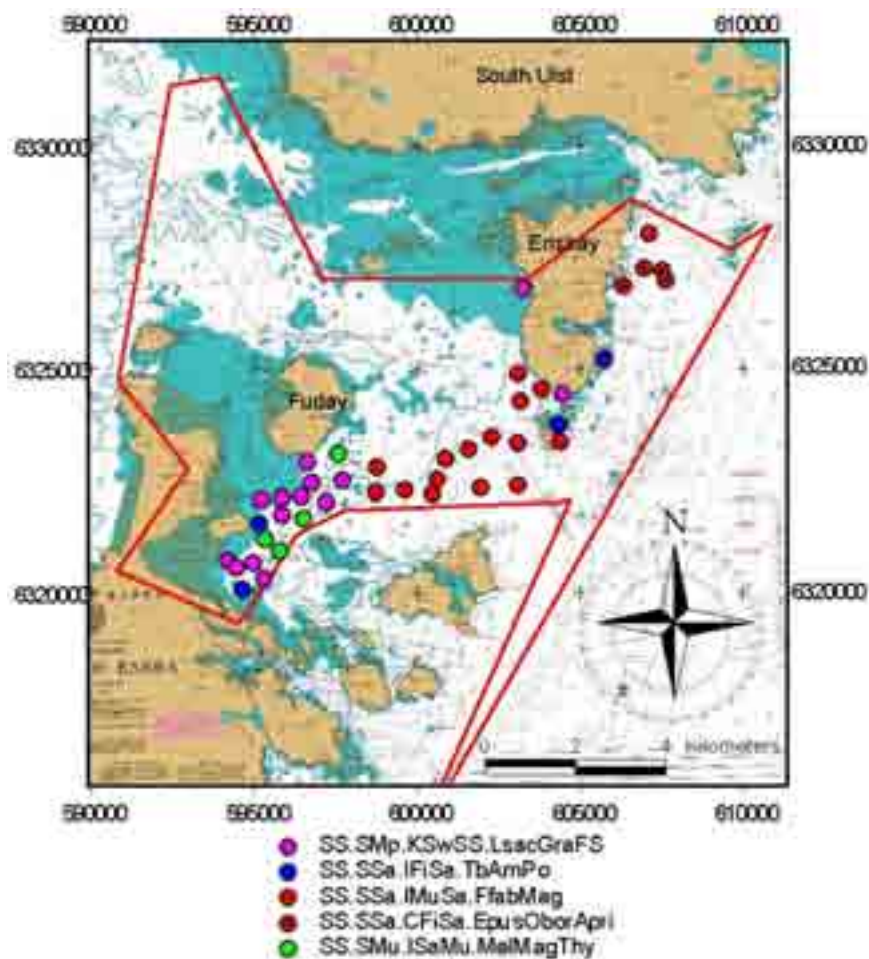 590000 595000 600000 605000 610000
South Uist
6330000 6330000
Eriskay
6325000 6325000
Fuday
6320000 6320000
BARRA
N
0 2 4 Kilometers
590000 595000 600000 605000 610000
SS.SMp.KSwSS.LsacGraFS
SS.SSa.IFiSa.TbAmPo
SS.SSa.IMuSa.FfabMag
SS.SSa.CFiSa.EpusOborApri
SS.SMu.ISaMu.MelMagThy